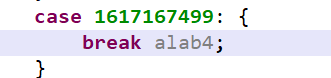 case 1617167499: {
break alab4;
}